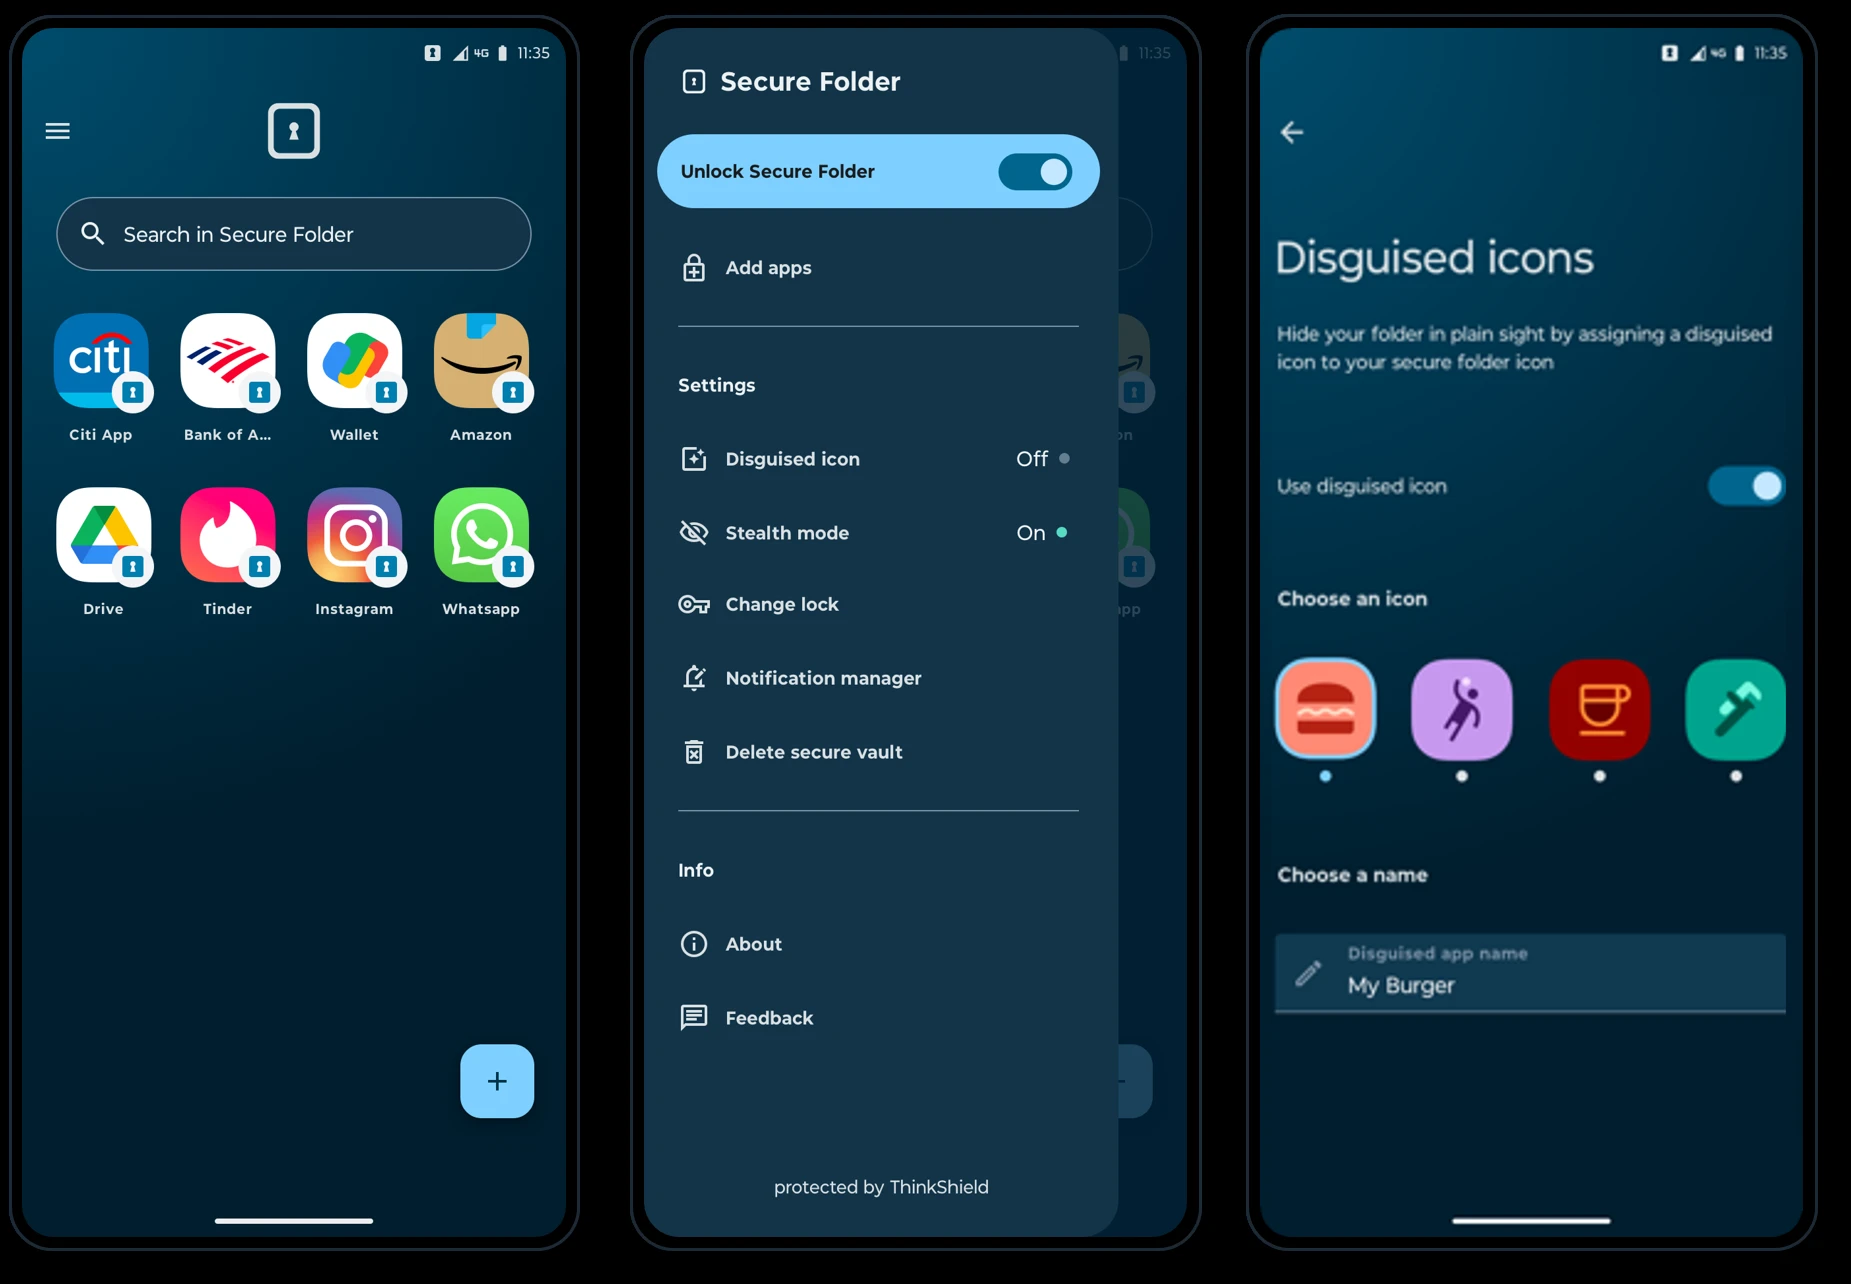 4G 11:35
Search in Secure Folder
citi
Citi App
Bank of A...
Wallet
Amazon
Drive
Tinder
Instagram
Whatsapp
+
11:35
Secure Folder
Unlock Secure Folder
Add apps
Settings
Disguised icon Off
Stealth mode On
Change lock
Notification manager
Delete secure vault
Info
About
Feedback
protected by ThinkShield
on
app
4G 11:35
Disguised icons
Hide your folder in plain sight by assigning a disguised
icon to your secure folder icon
Use disguised icon
Choose an icon
Choose a name
Disguised app name
My Burger